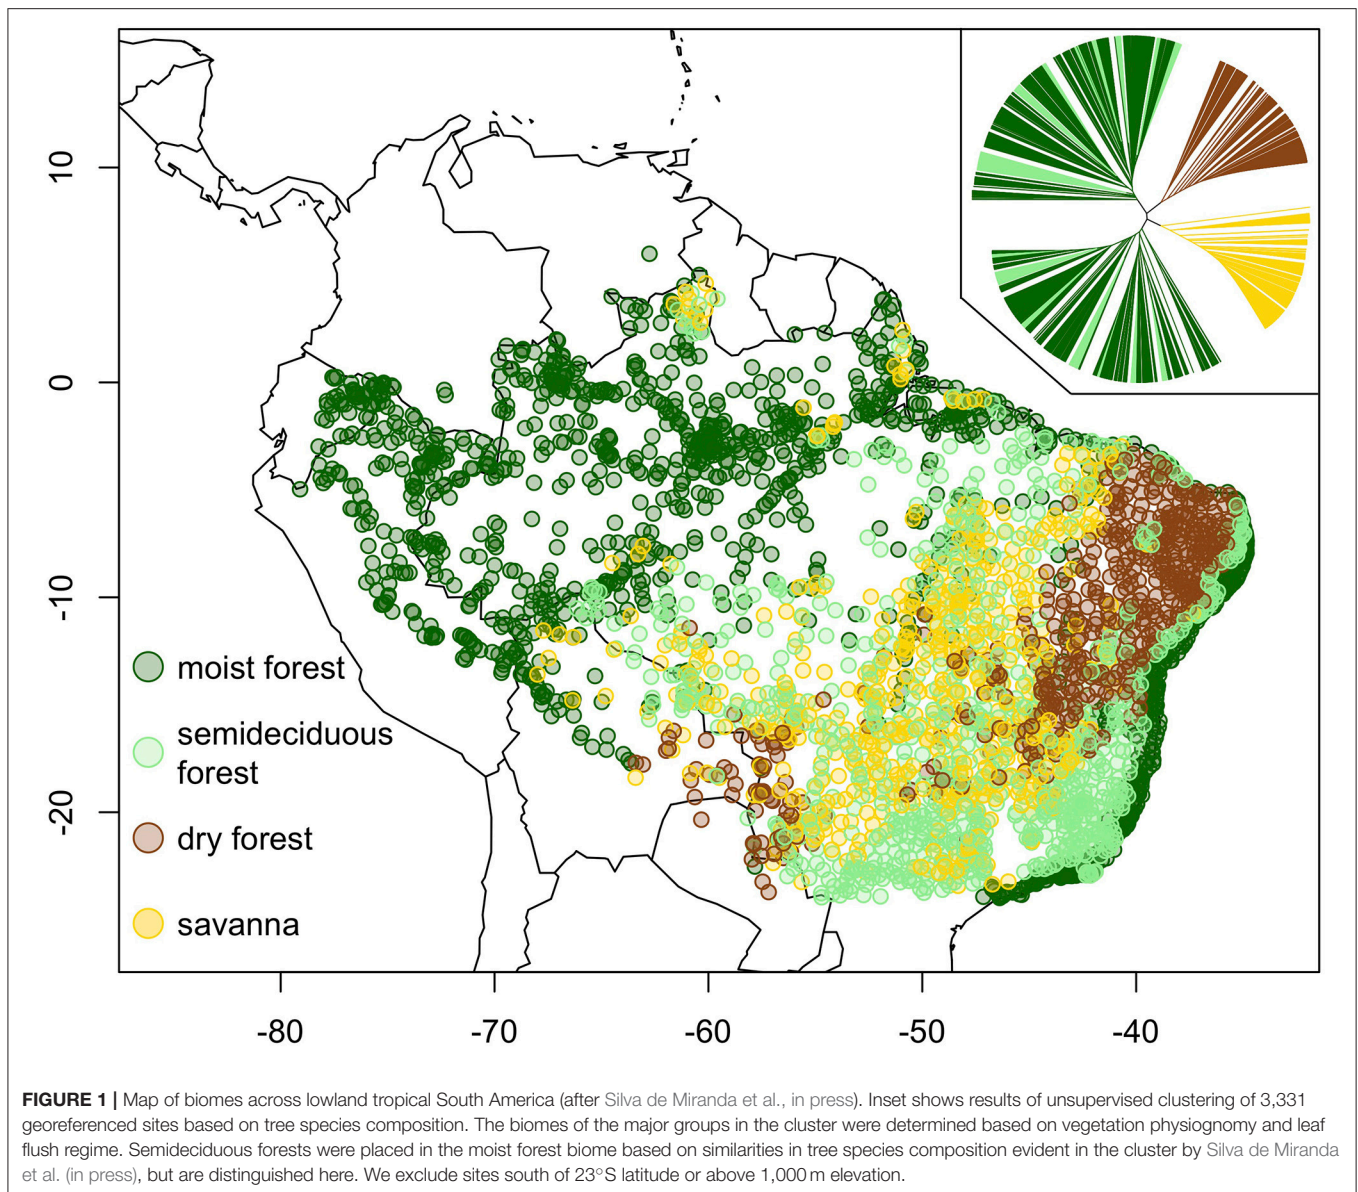 10
0
-10
-20
moist forest
semideciduous
forest
dry forest
savanna
-80
-70
-60
-50
-40
FIGURE 1 | Map of biomes across lowland tropical South America (after Silva de Miranda et al., in press). Inset shows results of unsupervised clustering of 3,331
georeferenced sites based on tree species composition. The biomes of the major groups in the cluster were determined based on vegetation physiognomy and leaf
flush regime. Semideciduous forests were placed in the moist forest biome based on similarities in tree species composition evident in the cluster by Silva de Miranda
et al. (in press), but are distinguished here. We exclude sites south of 23°S latitude or above 1,000 m elevation.